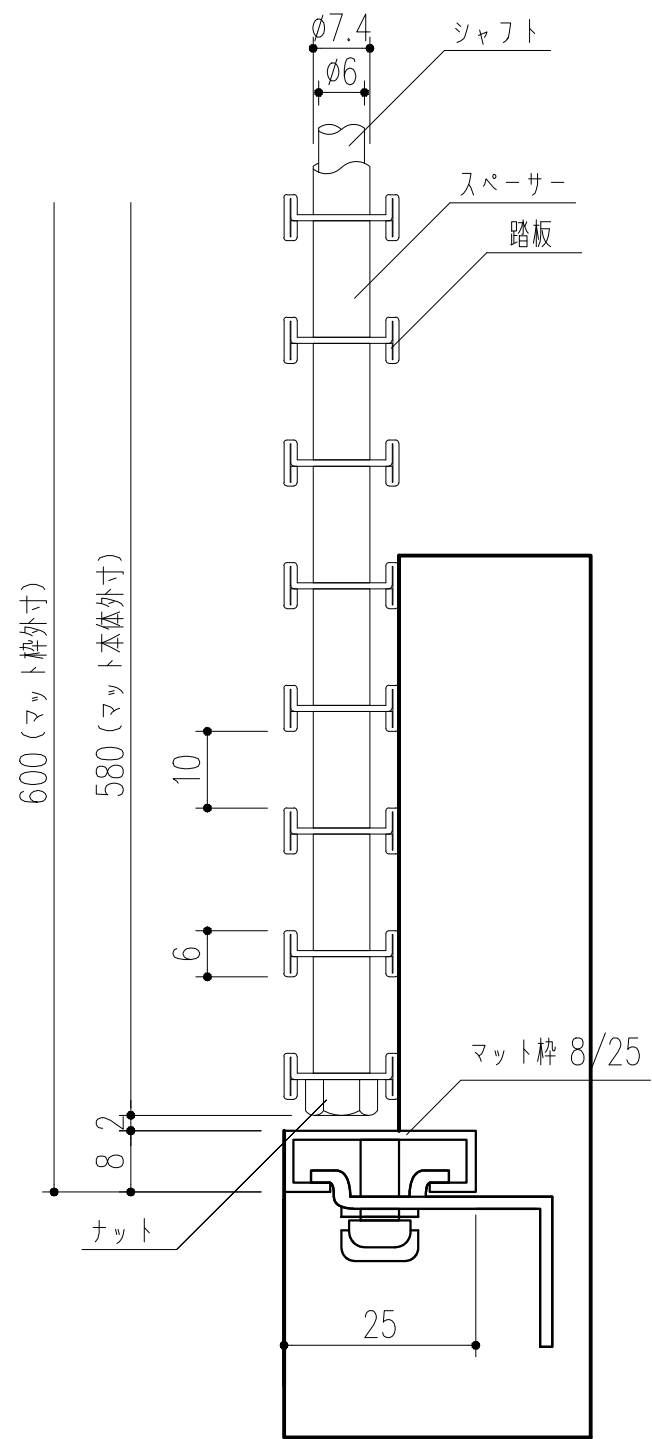 φ7.4
シャフト
φ6
スペーサー
踏板
600(マット枠外寸)
580(マット本体外寸)
10
6
マット枠 8/25
2
8
ナット
25